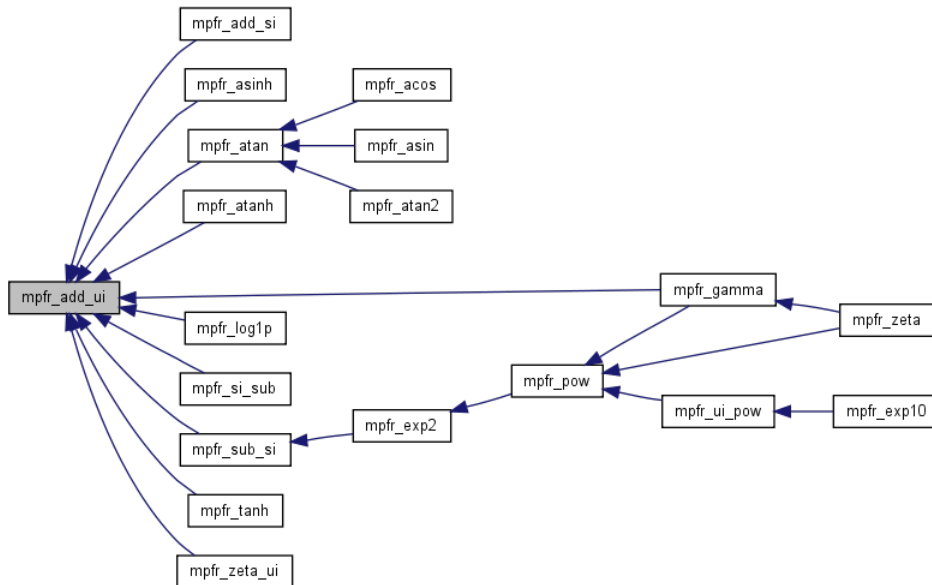 mpfr_add_si
mpfr_asinh
mpfr_acos
mpfr_atan
mpfr_asin
mpfr_atanh
mpfr_atan2
mpfr_add_ui
mpfr_gamma
mpfr_log1p
mpfr_zeta
mpfr_si_sub
mpfr_pow
mpfr_ui_pow
mpfr_exp10
mpfr_exp2
mpfr_sub_si
mpfr_tanh
mpfr_zeta_ui